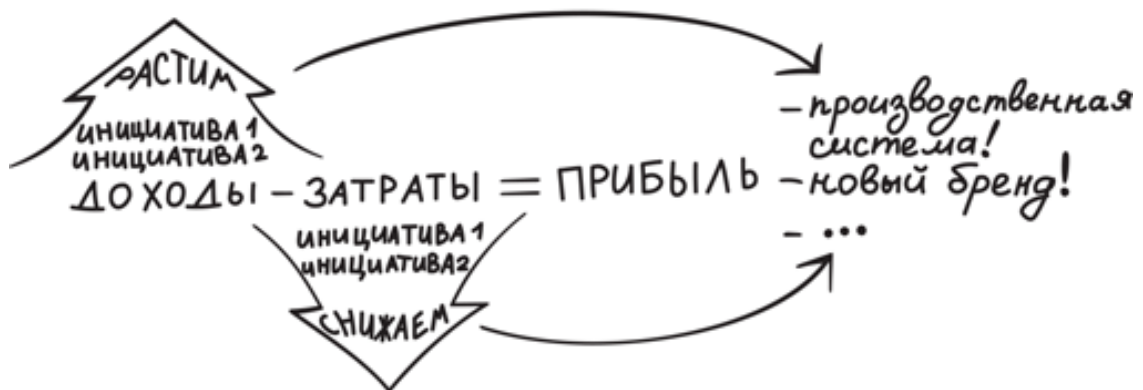 РАСТИМ
ИНИЦИАТИВА 1
ИНИЦИАТИВА 2
ДОХОДЫ – ЗАТРАТЫ = ПРИБЫЛЬ
ИНИЦИАТИВА 1
ИНИЦИАТИВА 2
СНИЖАЕМ
– производственная
система!
– новый бренд!
– ...